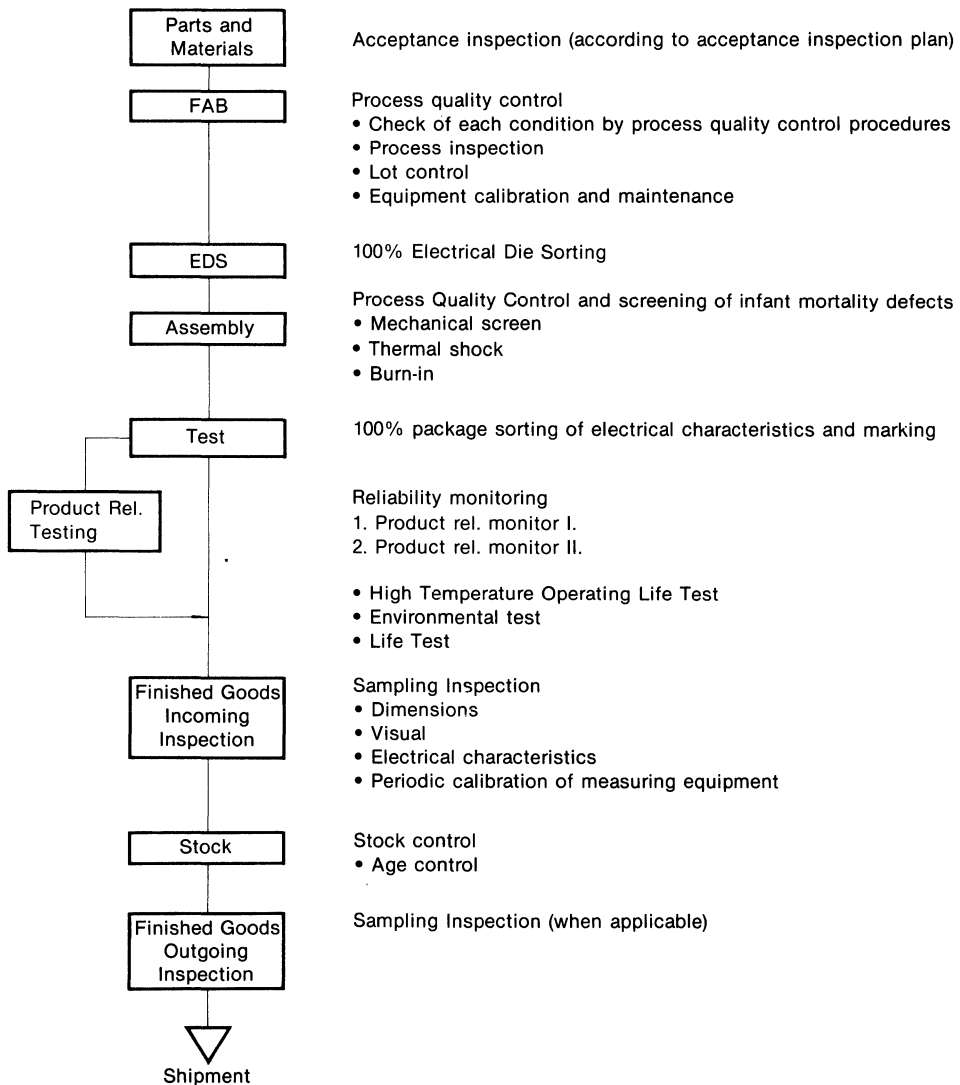 Parts and
Materials
Acceptance inspection (according to acceptance inspection plan)
FAB
Process quality control
• Check of each condition by process quality control procedures
• Process inspection
• Lot control
• Equipment calibration and maintenance
EDS
100% Electrical Die Sorting
Assembly
Process Quality Control and screening of infant mortality defects
• Mechanical screen
• Thermal shock
• Burn-in
Test
100% package sorting of electrical characteristics and marking
Product Rel.
Testing
Reliability monitoring
1. Product rel. monitor I.
2. Product rel. monitor II.
• High Temperature Operating Life Test
• Environmental test
• Life Test
Finished Goods
Incoming
Inspection
Sampling Inspection
• Dimensions
• Visual
• Electrical characteristics
• Periodic calibration of measuring equipment
Stock
Stock control
• Age control
Finished Goods
Outgoing
Inspection
Sampling Inspection (when applicable)
Shipment